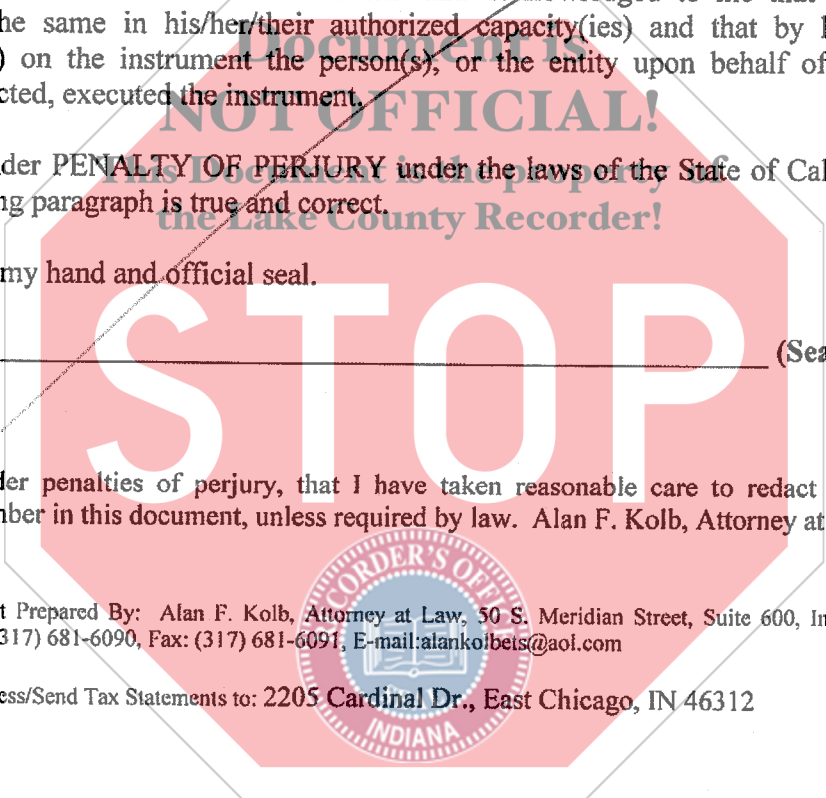 he same in his/her/their authorized capacity(ies) and that by
) on the instrument the person(s), or the entity upon behalf of
cted, executed the instrument.
der PENALTY OF PERJURY under the laws of the State of Cal
ng paragraph is true and correct.
my hand and official seal.
(Sea
der penalties of perjury, that I have taken reasonable care to redact
nber in this document, unless required by law. Alan F. Kolb, Attorney at
t Prepared By: Alan F. Kolb, Attorney at Law, 50 S. Meridian Street, Suite 600, In
317) 681-6090, Fax: (317) 681-6091, E-mail:alankolbets@aol.com
ess/Send Tax Statements to: 2205 Cardinal Dr., East Chicago, IN 46312
Document is
NOT OFFICIAL!
This Document is the property of
the Lake County Recorder!
STOP
RECORDER'S OFFI
INDIANA